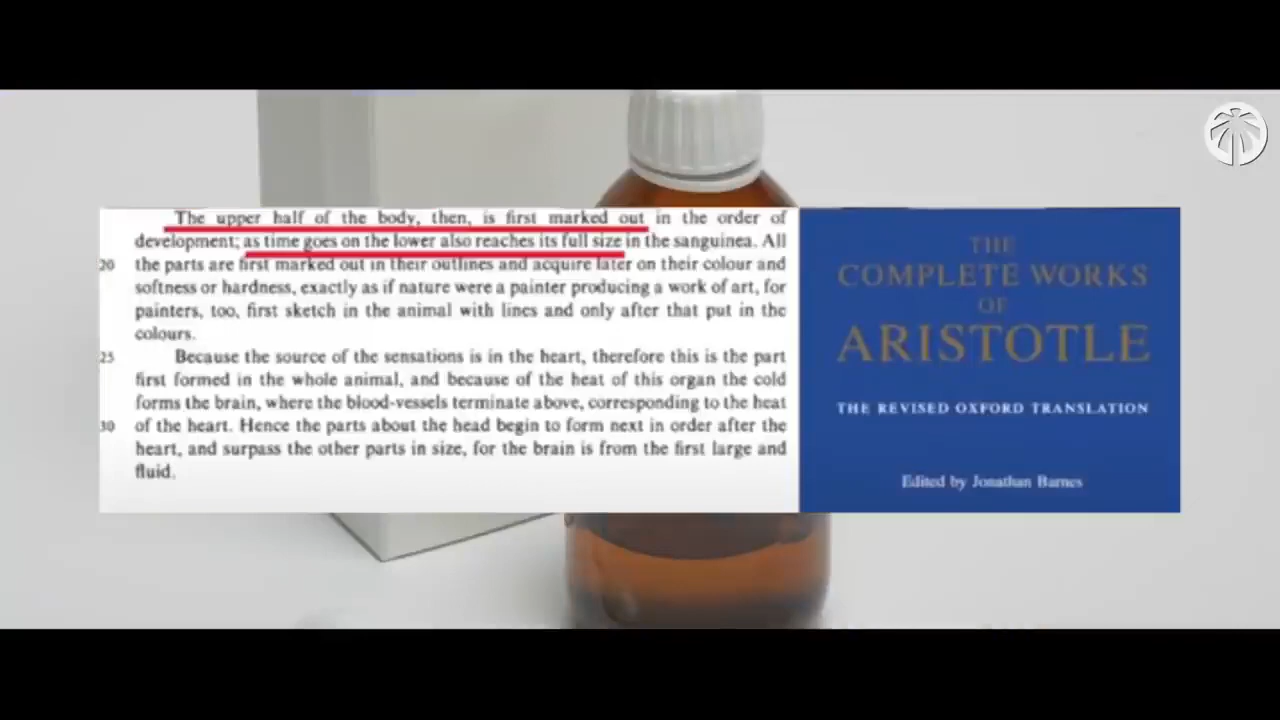 The upper half of the body, then, is first marked out in the order of
development; as time goes on the lower also reaches its full size in the sanguinea. All
20 the parts are first marked out in their outlines and acquire later on their colour and
softness or hardness, exactly as if nature were a painter producing a work of art, for
painters, too, first sketch in the animal with lines and only after that put in the
colours.
25 Because the source of the sensations is in the heart, therefore this is the part
first formed in the whole animal, and because of the heat of this organ the cold
forms the brain, where the blood-vessels terminate above, corresponding to the heat
30 of the heart. Hence the parts about the head begin to form next in order after the
heart, and surpass the other parts in size, for the brain is from the first large and
fluid.
THE
COMPLETE WORKS
OF
ARISTOTLE
THE REVISED OXFORD TRANSLATION
Edited by Jonathan Barnes